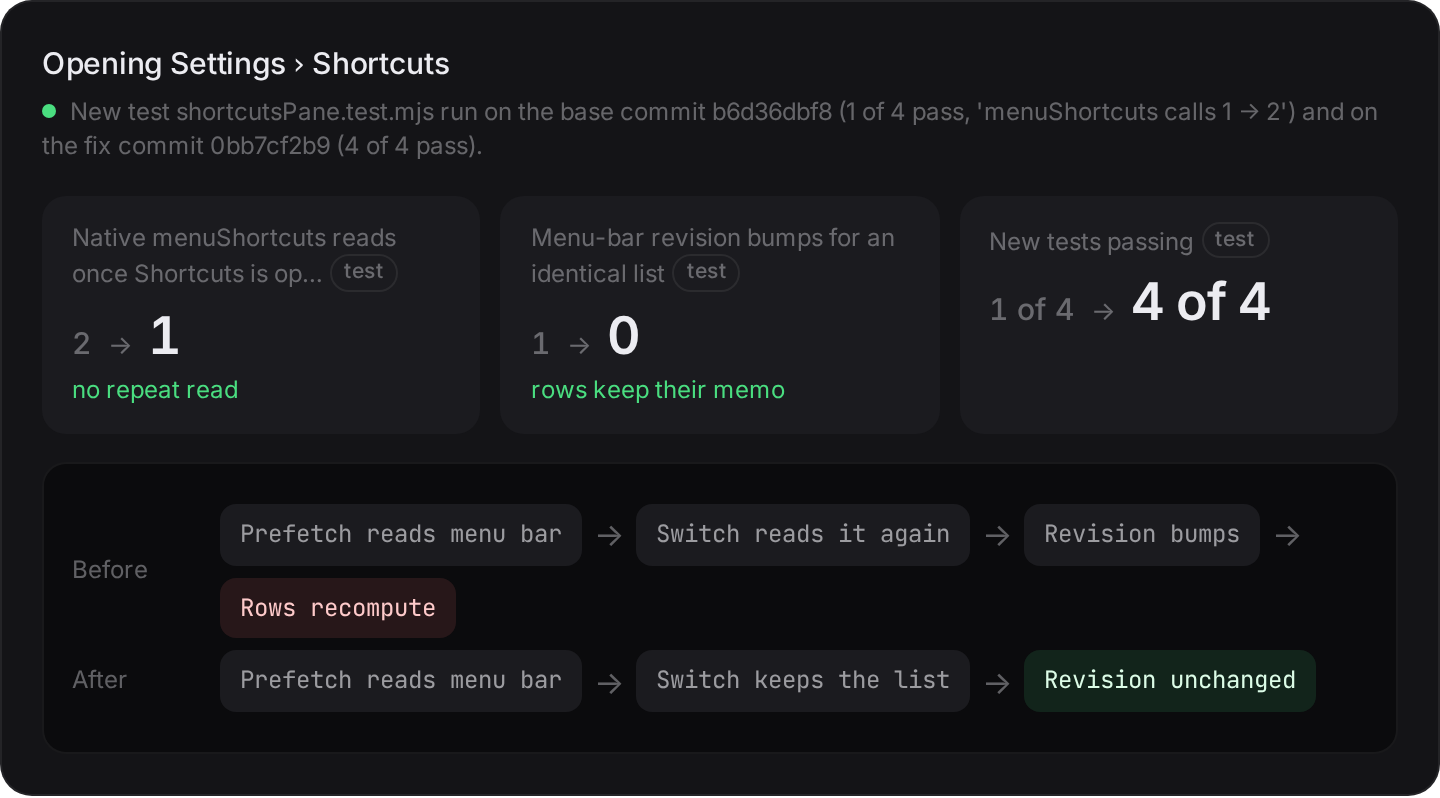 Opening Settings › Shortcuts
New test shortcutsPane.test.mjs run on the base commit b6d36dbf8 (1 of 4 pass, 'menuShortcuts calls 1 → 2') and on
the fix commit 0bb7cf2b9 (4 of 4 pass).
Native menuShortcuts reads
once Shortcuts is op... test
2 → 1
no repeat read
Menu-bar revision bumps for an
identical list test
1 → 0
rows keep their memo
New tests passing test
1 of 4 → 4 of 4
Before
Prefetch reads menu bar → Switch reads it again → Revision bumps →
Rows recompute
After
Prefetch reads menu bar → Switch keeps the list → Revision unchanged